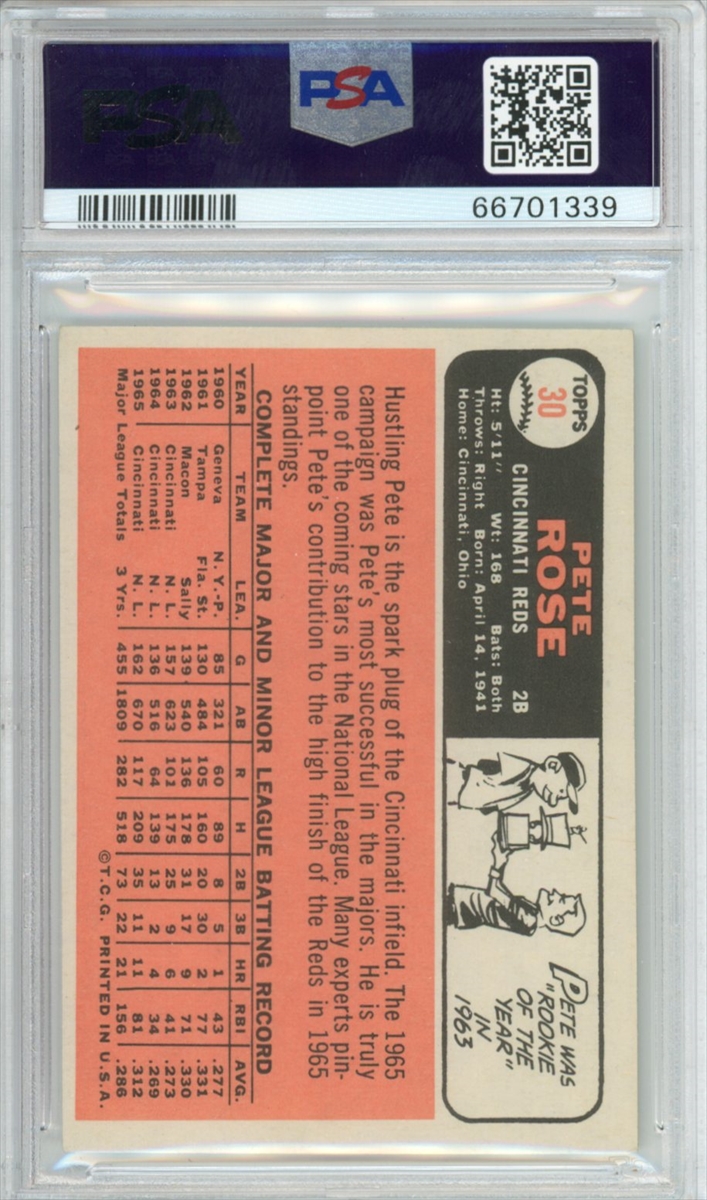 PSA
PSA
66701339
TOPPS
30
PETE
ROSE
CINCINNATI REDS 2B
Ht: 5'11" Wt: 168 Bats: Both
Throws: Right Born: April 14, 1941
Home: Cincinnati, Ohio
PETE WAS
"ROOKIE
OF THE
YEAR"
IN
1963
Hustling Pete is the spark plug of the Cincinnati infield. The 1965
campaign was Pete's most successful in the majors. He is truly
one of the coming stars in the National League. Many experts pin-
point Pete's contribution to the high finish of the Reds in 1965
standings.
COMPLETE MAJOR AND MINOR LEAGUE BATTING RECORD
YEAR TEAM LEA. G AB R H 2B 3B HR RBI AVG.
1960 Geneva N.Y.-P. 85 321 60 89 8 5 1 43 .277
1961 Tampa Fla. St. 130 484 105 160 20 30 2 77 .331
1962 Macon Sally 139 540 136 178 31 17 9 71 .330
1963 Cincinnati N. L. 157 623 101 175 25 9 6 41 .273
1964 Cincinnati N. L. 136 516 64 139 13 2 4 34 .269
1965 Cincinnati N. L. 162 670 117 209 35 11 11 81 .312
Major League Totals 3 Yrs. 455 1809 282 518 73 22 21 156 .286
©T.C.G. PRINTED IN U.S.A.